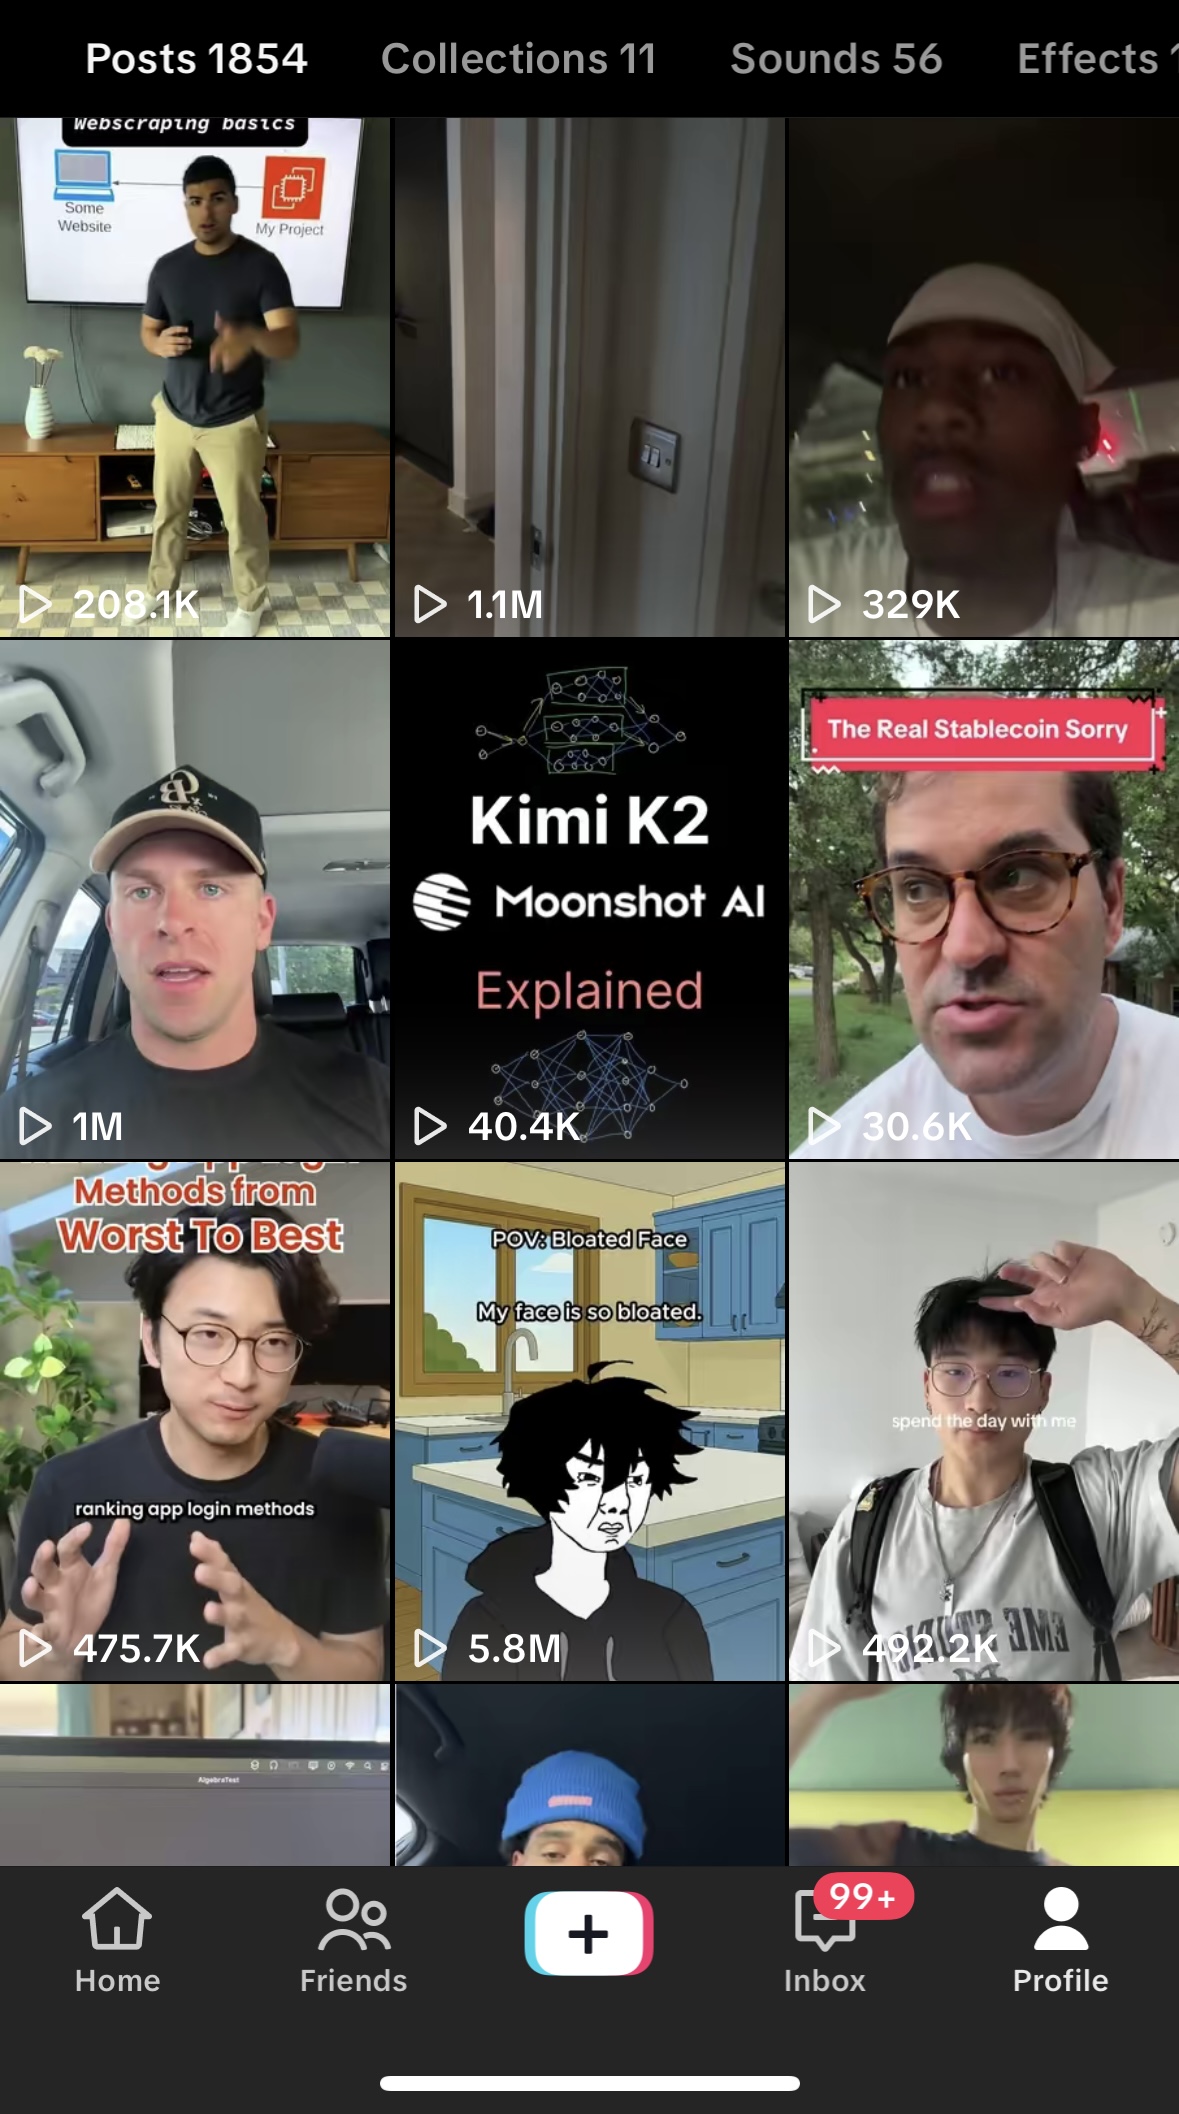 Posts 1854 Collections 11 Sounds 56 Effects
Webscraping basics
Some
Website
My Project
208.1K
1.1M
329K
1M
Kimi K2
Moonshot AI
Explained
40.4K
The Real Stablecoin Sorry
30.6K
Methods from
Worst To Best
ranking app login methods
475.7K
POV: Bloated Face
My face is so bloated.
5.8M
spend the day with me
492.2K
AlgebraTest
99+
Home
Friends
Inbox
Profile